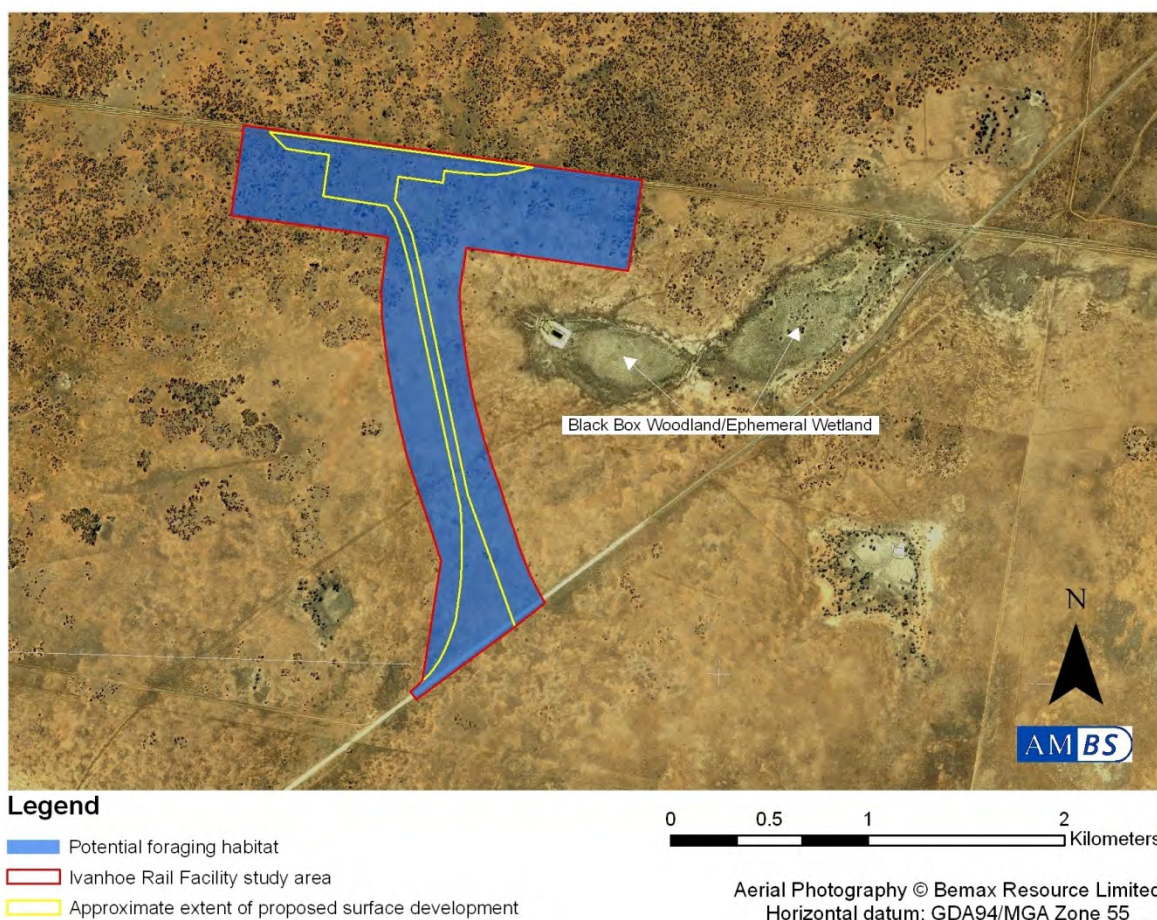 Black Box Woodland/Ephemeral Wetland
N
AMBS
Legend
Potential foraging habitat
Ivanhoe Rail Facility study area
Approximate extent of proposed surface development
0 0.5 1 2
Kilometers
Aerial Photography © Bemax Resource Limited
Horizontal datum: GDA94/MGA Zone 55